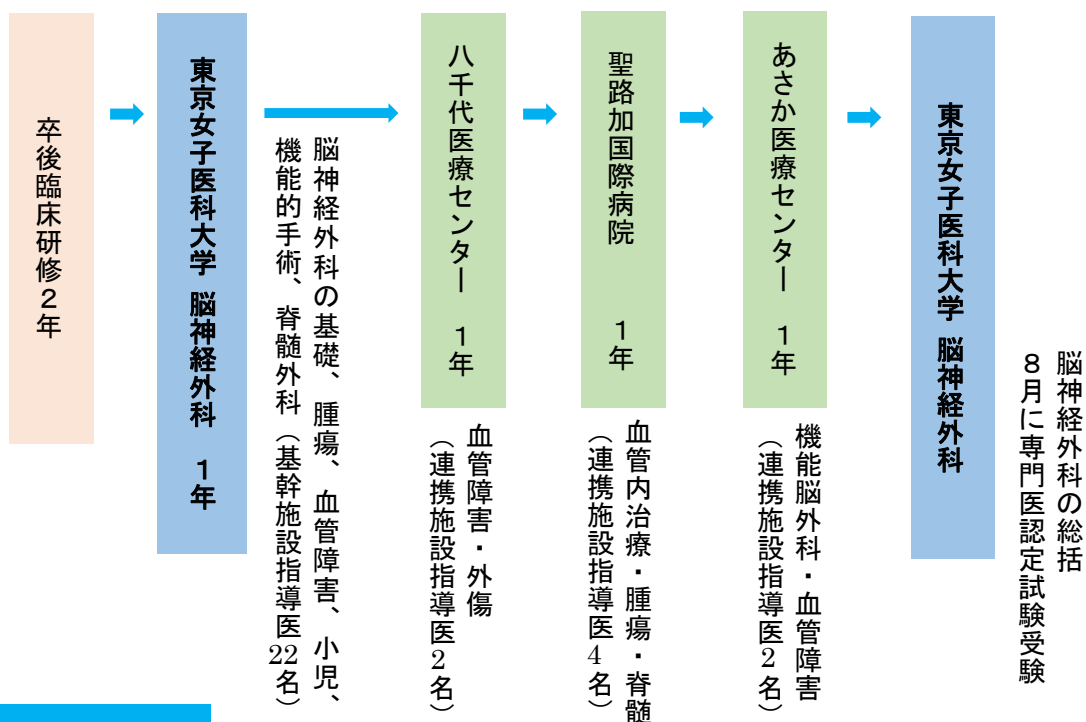 卒後臨床研修２年
東京女子医科大学 脳神経外科 １年
脳神経外科の基礎、腫瘍、血管障害、小児、
機能的手術、脊髄外科（基幹施設指導医22名）
八千代医療センター １年
血管障害・外傷
（連携施設指導医2名）
聖路加国際病院 １年
血管内治療・腫瘍・脊髄
（連携施設指導医4名）
あさか医療センター １年
機能脳外科・血管障害
（連携施設指導医2名）
東京女子医科大学 脳神経外科
脳神経外科の総括
８月に専門医認定試験受験